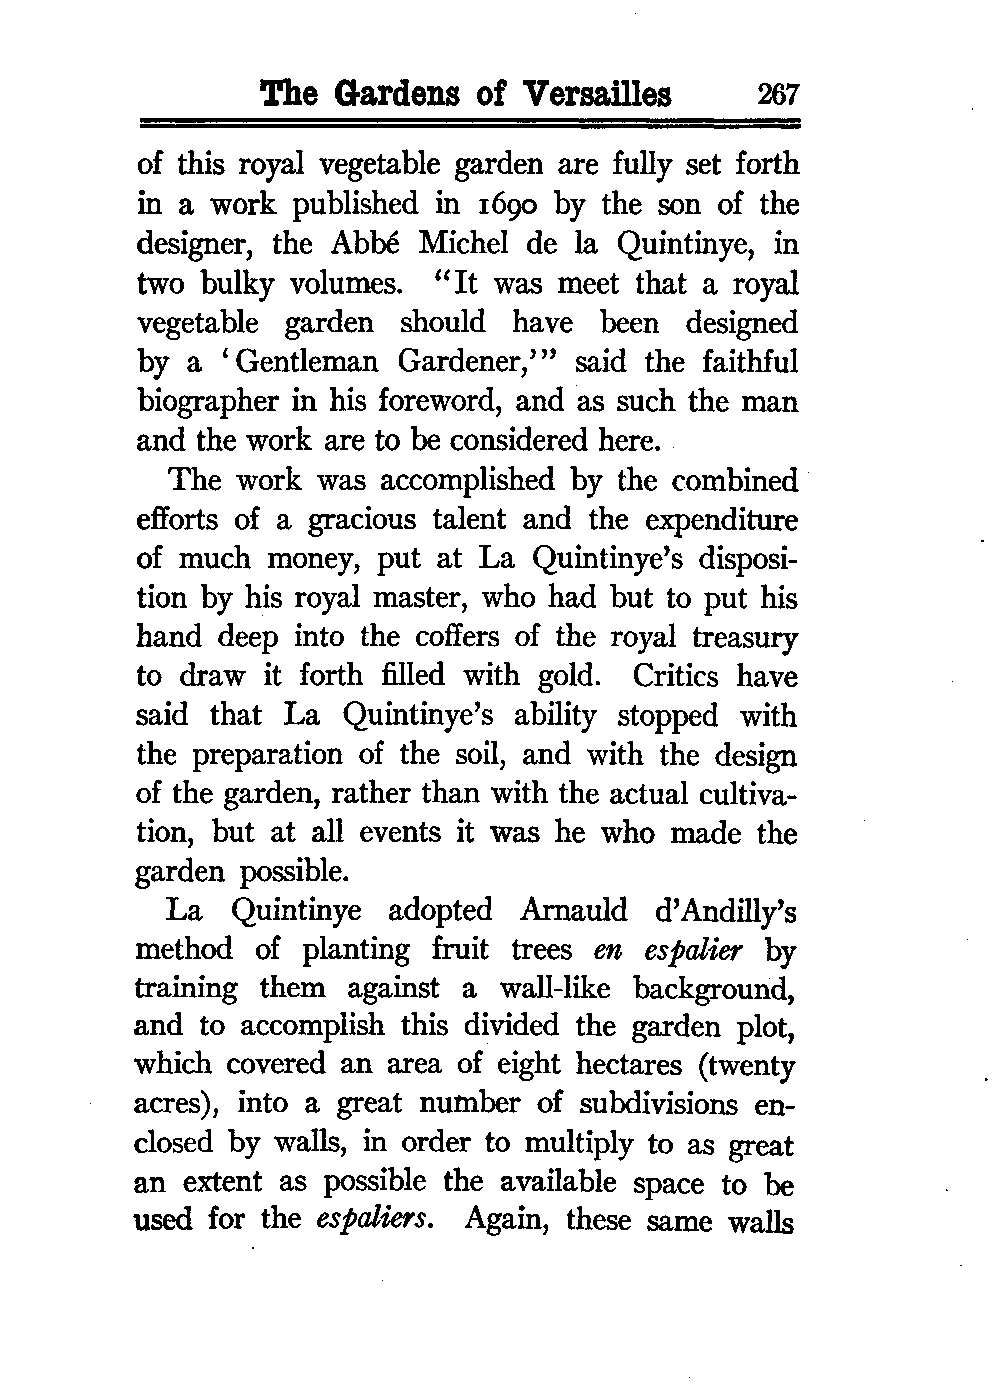 The Gardens of Versailles 267
of this royal vegetable garden are fully set forth
in a work published in 1690 by the son of the
designer, the Abbé Michel de la Quintinye, in
two bulky volumes. “It was meet that a royal
vegetable garden should have been designed
by a ‘Gentleman Gardener,’” said the faithful
biographer in his foreword, and as such the man
and the work are to be considered here.
The work was accomplished by the combined
efforts of a gracious talent and the expenditure
of much money, put at La Quintinye’s disposi-
tion by his royal master, who had but to put his
hand deep into the coffers of the royal treasury
to draw it forth filled with gold. Critics have
said that La Quintinye’s ability stopped with
the preparation of the soil, and with the design
of the garden, rather than with the actual cultiva-
tion, but at all events it was he who made the
garden possible.
La Quintinye adopted Arnauld d’Andilly’s
method of planting fruit trees en espalier by
training them against a wall-like background,
and to accomplish this divided the garden plot,
which covered an area of eight hectares (twenty
acres), into a great number of subdivisions en-
closed by walls, in order to multiply to as great
an extent as possible the available space to be
used for the espaliers. Again, these same walls